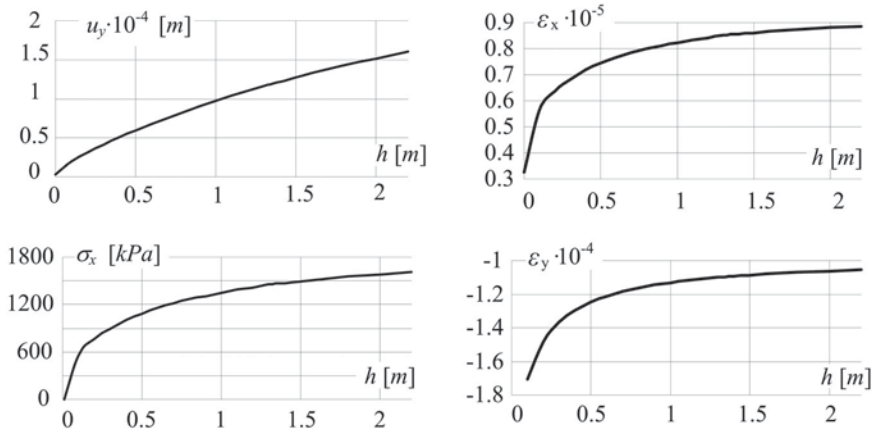 u_y·10⁻⁴ [m]
2
1.5
1
0.5
0
h [m]
0 0.5 1 1.5 2
ε_x·10⁻⁵
0.9
0.8
0.7
0.6
0.5
0.4
0.3
h [m]
0 0.5 1 1.5 2
σ_x [kPa]
1800
1200
600
0
h [m]
0 0.5 1 1.5 2
ε_y·10⁻⁴
-1
-1.2
-1.4
-1.6
-1.8
h [m]
0 0.5 1 1.5 2